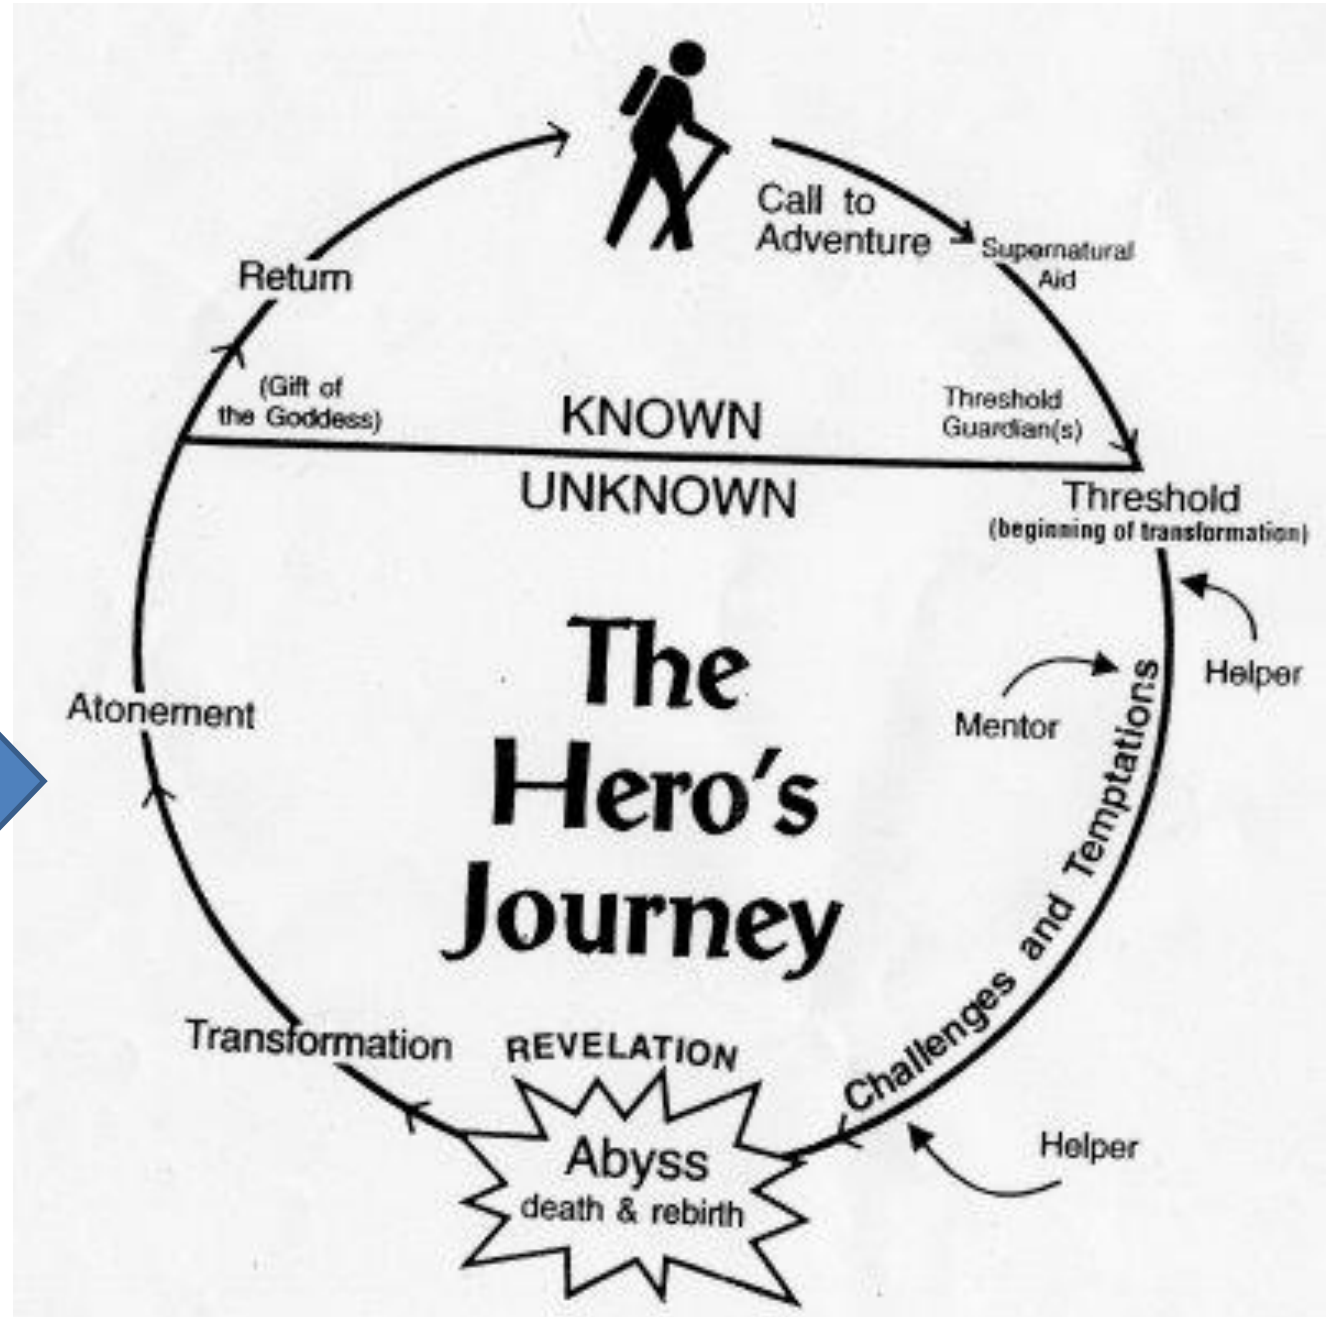 Call to
Adventure
Supernatural
Aid
Return
(Gift of
the Goddess)
KNOWN
Threshold
Guardian(s)
UNKNOWN
Threshold
(beginning of transformation)
The
Hero's
Journey
Helper
Mentor
Challenges and Temptations
Atonement
Transformation
REVELATION
Abyss
death & rebirth
Helper